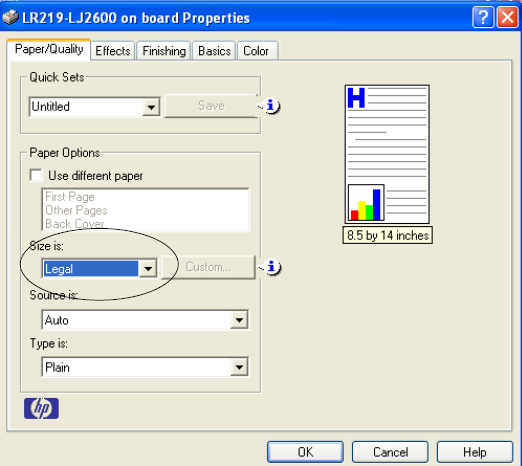 LR219-LJ2600 on board Properties
Paper/Quality Effects Finishing Basics Color
Quick Sets
Untitled Save
Paper Options
Use different paper
First Page
Other Pages
Back Cover
Size is:
Legal Custom...
Source is:
Auto
Type is:
Plain
H
8.5 by 14 inches
hp
OK Cancel Help